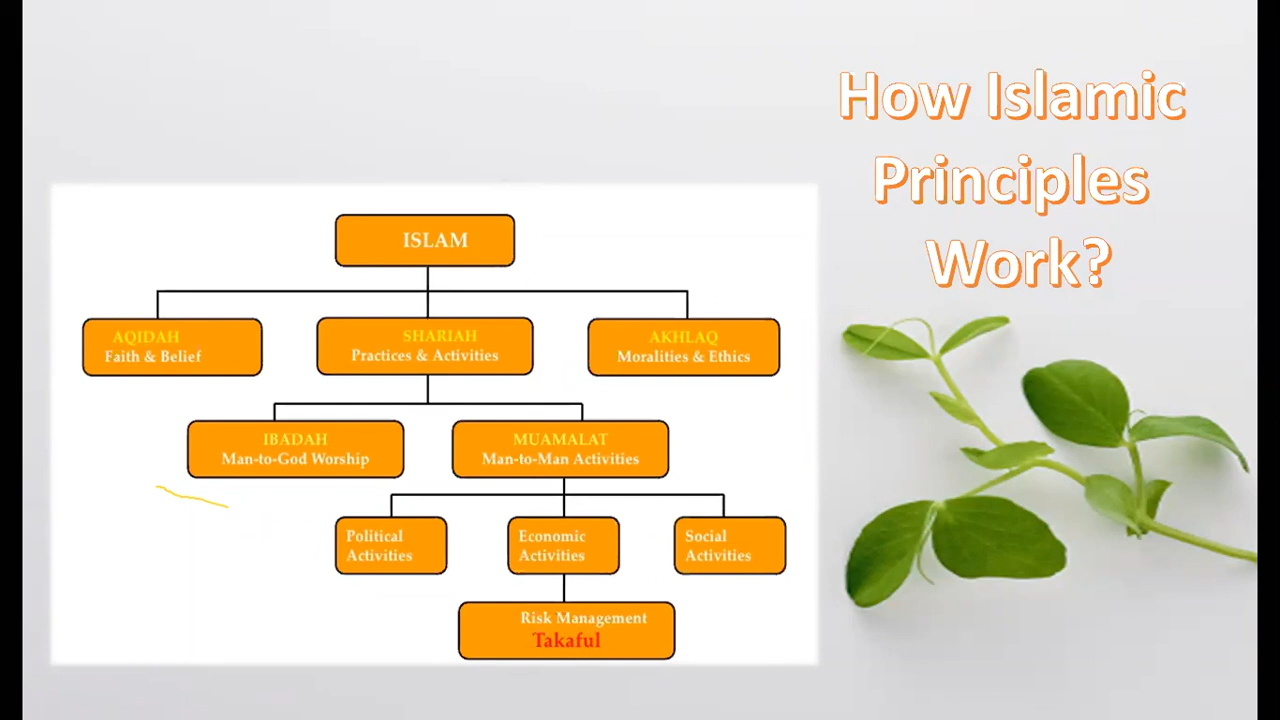 How Islamic
Principles
Work?
ISLAM
AQIDAH
Faith & Belief
SHARIAH
Practices & Activities
AKHLAQ
Moralities & Ethics
IBADAH
Man-to-God Worship
MUAMALAT
Man-to-Man Activities
Political
Activities
Economic
Activities
Social
Activities
Risk Management
Takaful